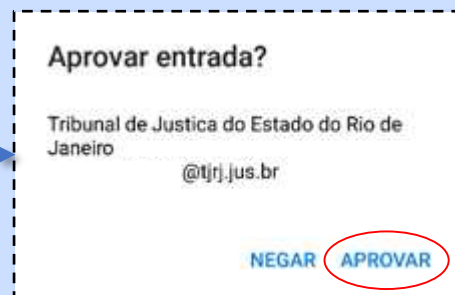 Aprovar entrada?
Tribunal de Justica do Estado do Rio de
Janeiro
@tjrj.jus.br
NEGAR APROVAR